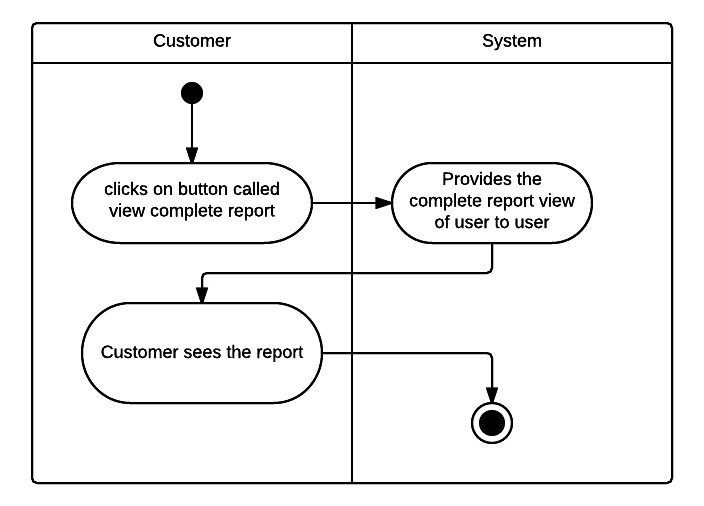 Customer
System
clicks on button called
view complete report
Provides the
complete report view
of user to user
Customer sees the report